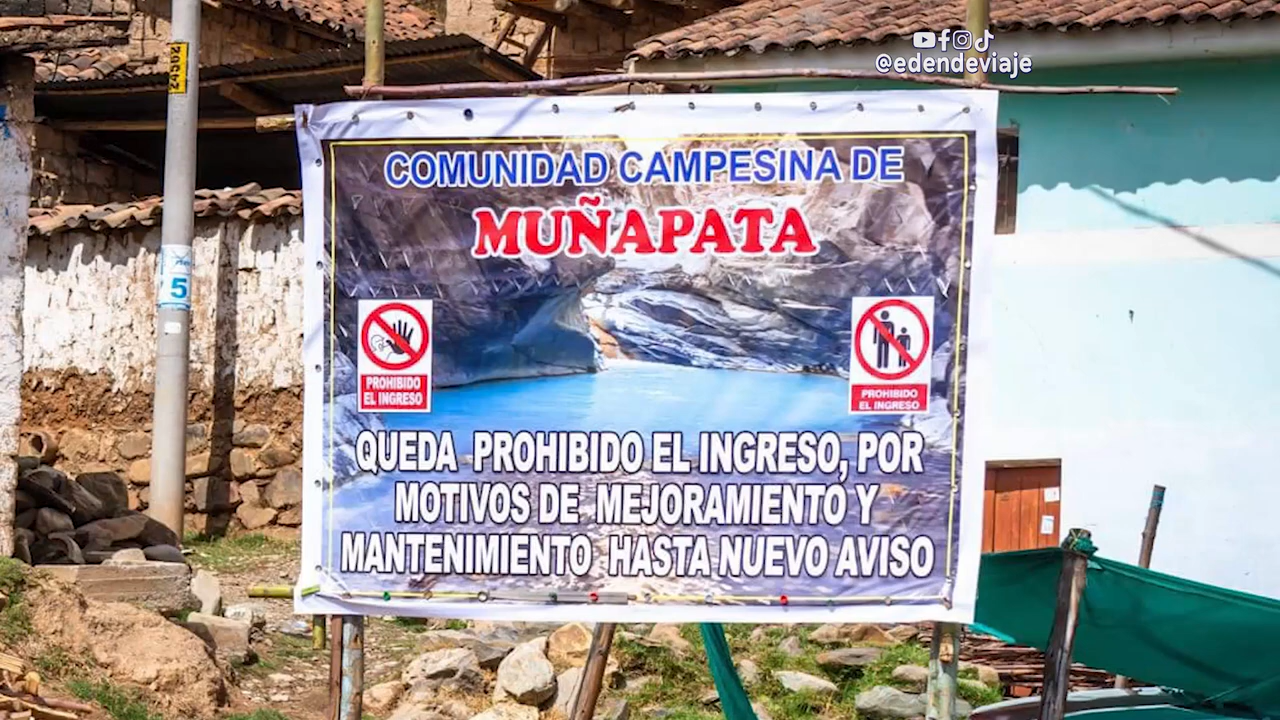 @edendeviaje
COMUNIDAD CAMPESINA DE
MUÑAPATA
PROHIBIDO
EL INGRESO
PROHIBIDO
EL INGRESO
QUEDA PROHIBIDO EL INGRESO, POR
MOTIVOS DE MEJORAMIENTO Y
MANTENIMIENTO HASTA NUEVO AVISO
5